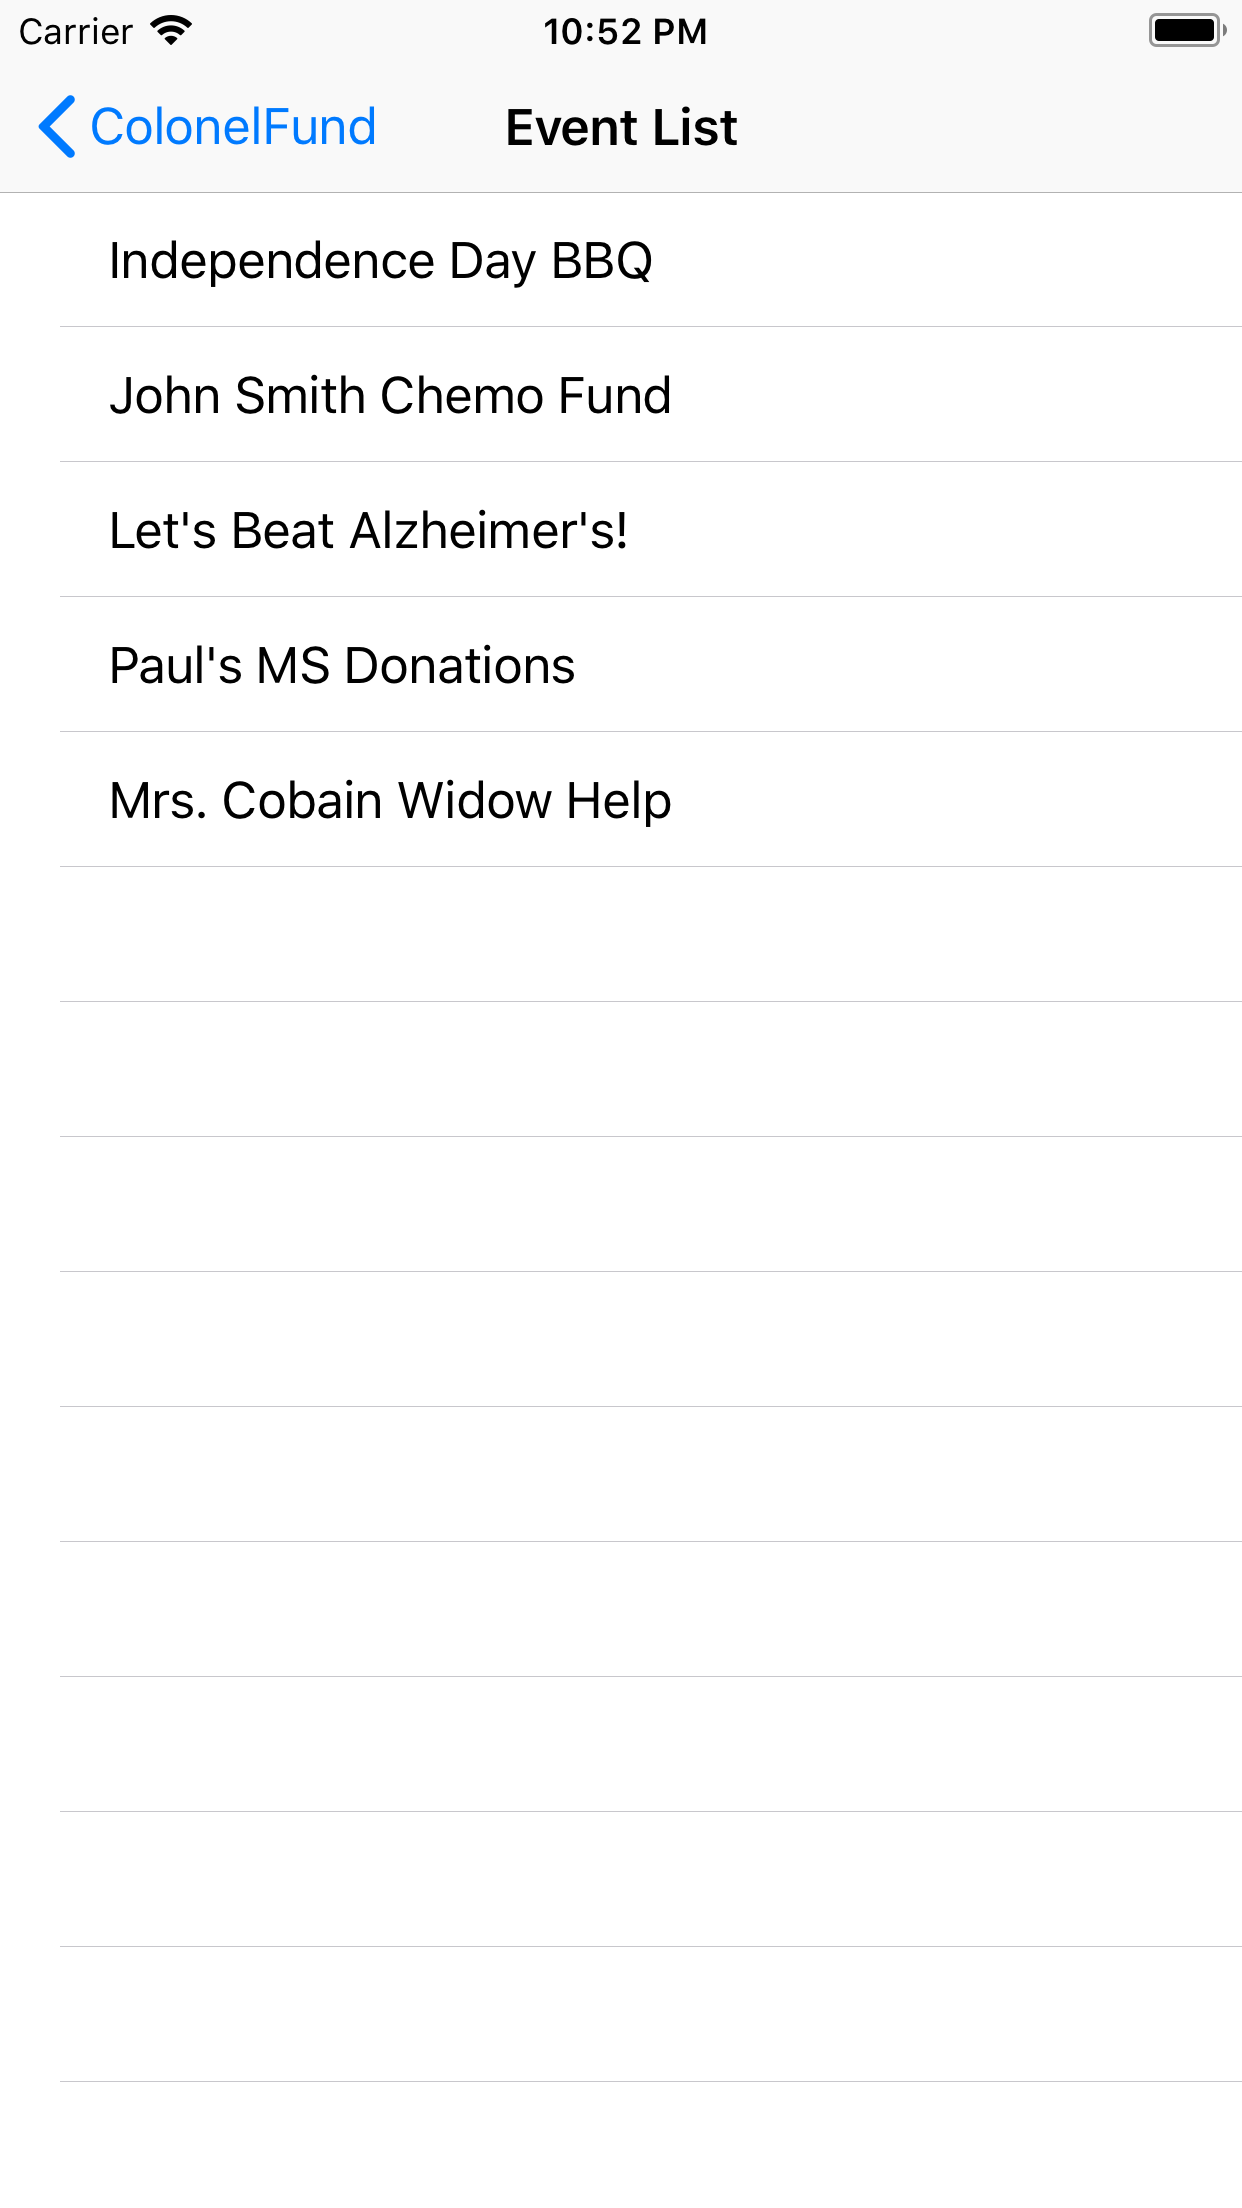 Carrier 10:52 PM
ColonelFund Event List
Independence Day BBQ
John Smith Chemo Fund
Let's Beat Alzheimer's!
Paul's MS Donations
Mrs. Cobain Widow Help